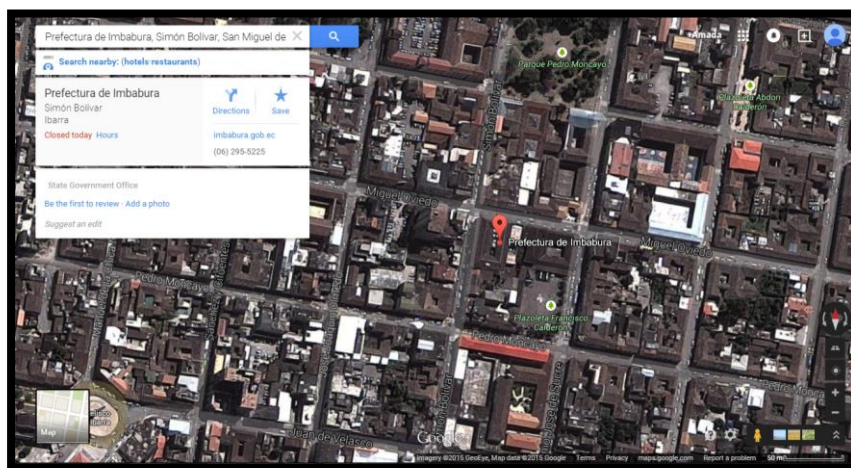 Prefectura de Imbabura, Simón Bolívar, San Miguel de
Search nearby: (hotels restaurants)
Prefectura de Imbabura
Simón Bolívar
Ibarra
Closed today Hours
Directions
Save
imbabura.gob.ec
(06) 295-5225
State Government Office
Be the first to review · Add a photo
Suggest an edit
+Amada
Parque Pedro Moncayo
Plazoleta Abdon
Calderón
Simón Bolívar
Miguel Oviedo
Prefectura de Imbabura
Miguel Oviedo
Pedro Moncayo
Plazoleta Francisco
Calderón
Pedro Moncayo
Pedro Monca
Juan de Velasco
Map
Google
Imagery ©2015 GeoEye, Map data ©2015 Google Terms Privacy maps.google.com Report a problem 50 m